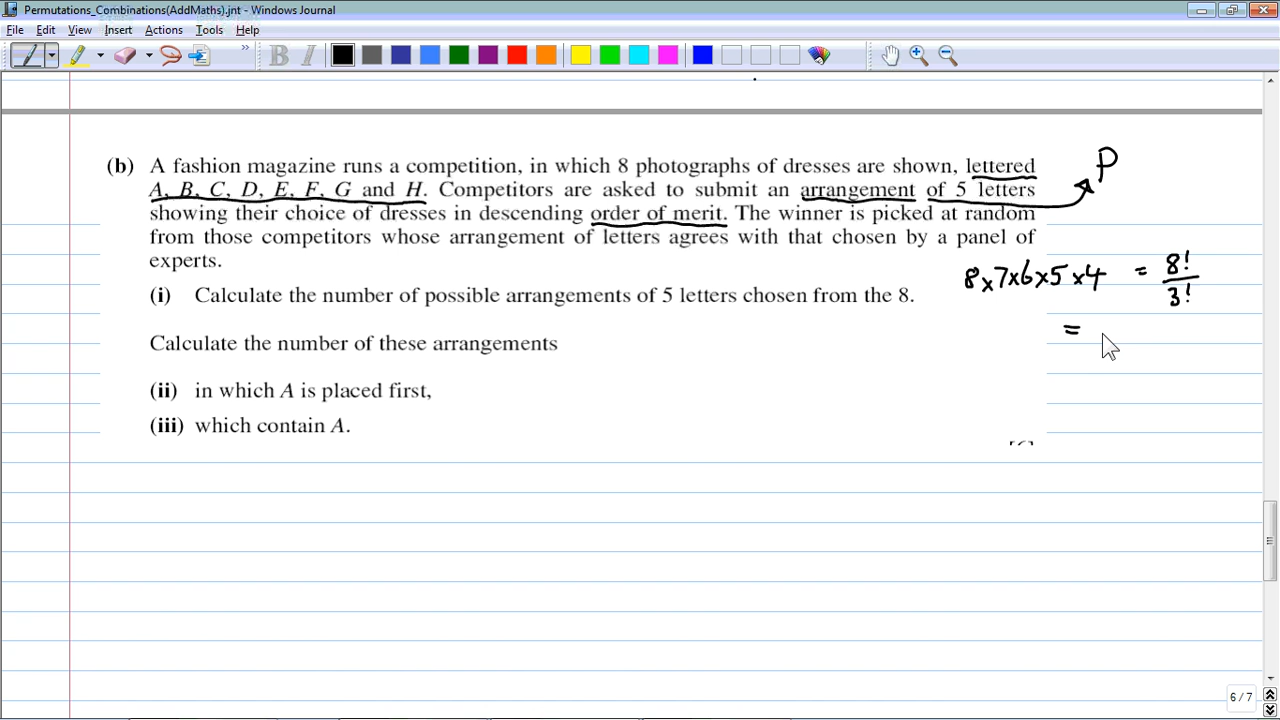 Permutations_Combinations(AddMaths).jnt - Windows Journal
File Edit View Insert Actions Tools Help
(b) A fashion magazine runs a competition, in which 8 photographs of dresses are shown, lettered
A, B, C, D, E, F, G and H. Competitors are asked to submit an arrangement of 5 letters
showing their choice of dresses in descending order of merit. The winner is picked at random
from those competitors whose arrangement of letters agrees with that chosen by a panel of
experts.
P
(i) Calculate the number of possible arrangements of 5 letters chosen from the 8.
8x7x6x5x4 = 8!/3!
=
Calculate the number of these arrangements
(ii) in which A is placed first,
(iii) which contain A.
6 / 7